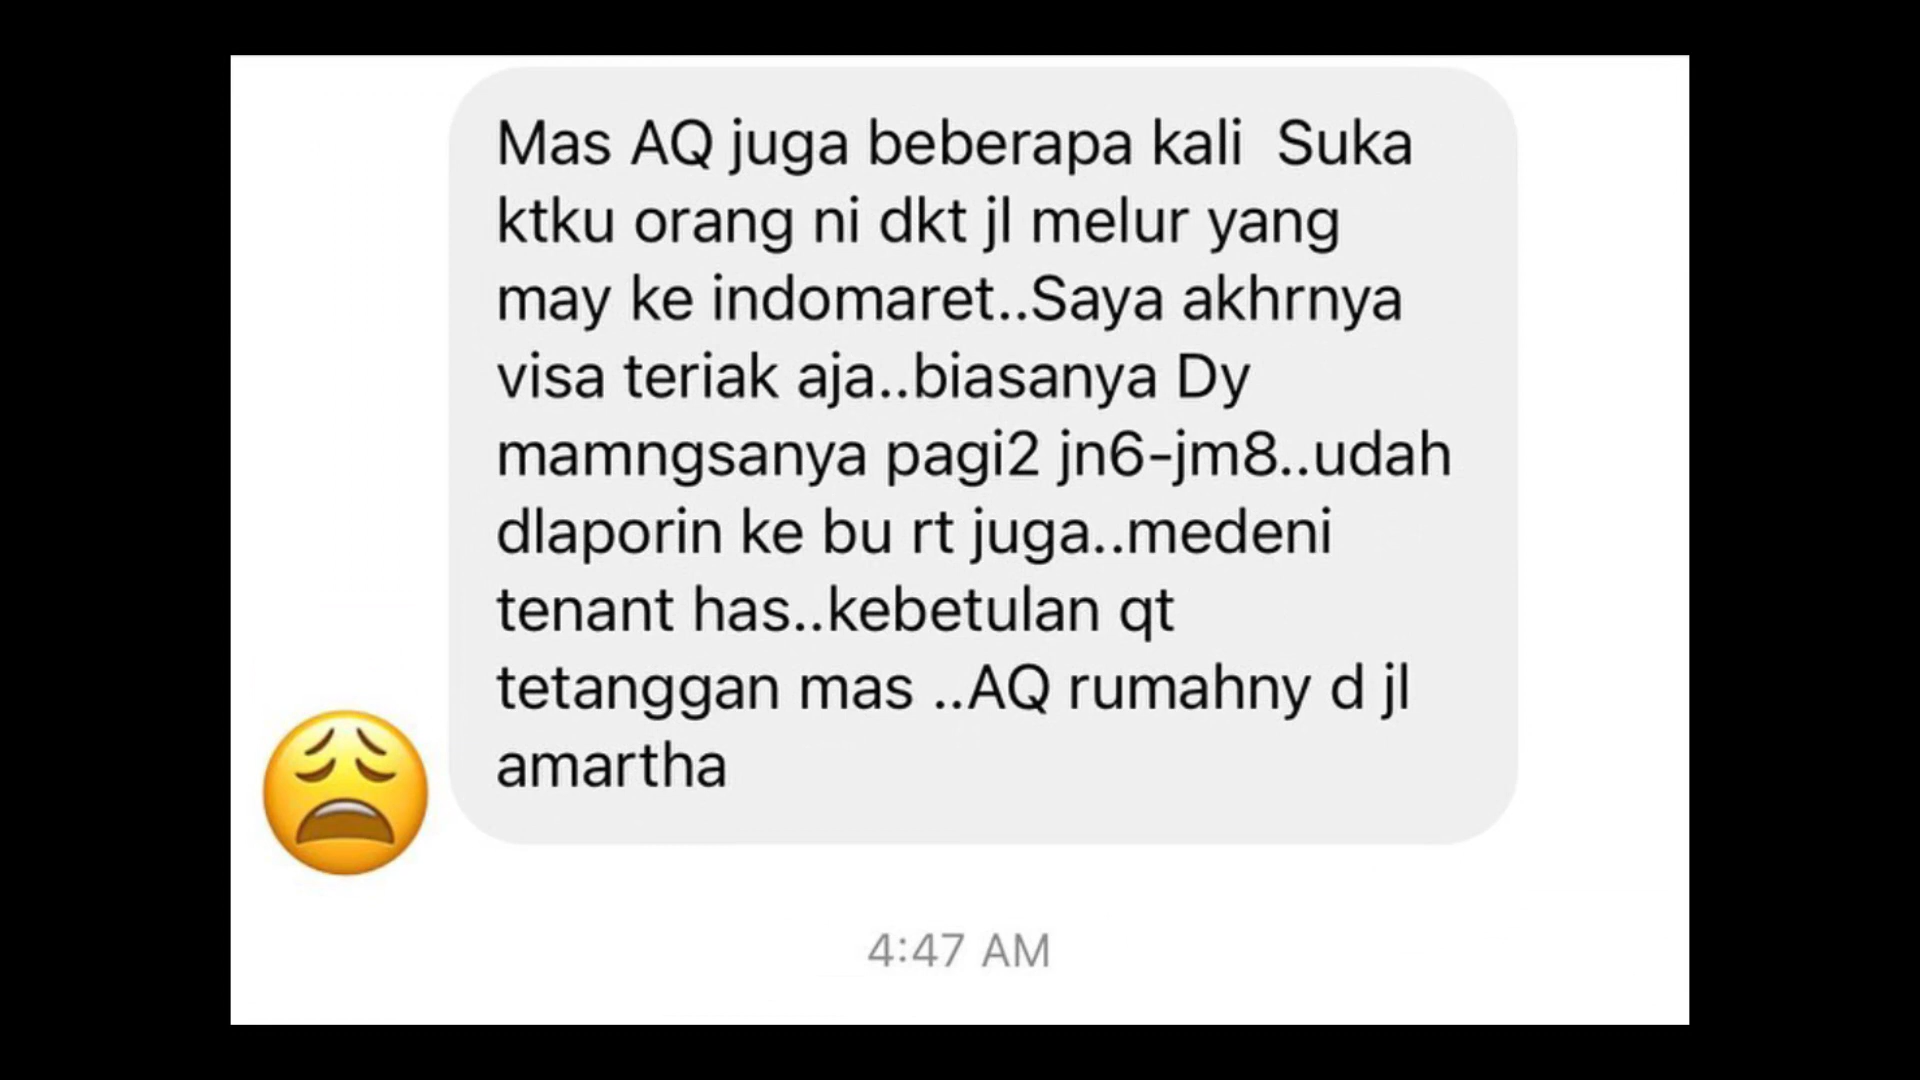 Mas AQ juga beberapa kali  Suka
ktku orang ni dkt jl melur yang
may ke indomaret..Saya akhrnya
visa teriak aja..biasanya Dy
mamngsanya pagi2 jn6-jm8..udah
dlaporin ke bu rt juga..medeni
tenant has..kebetulan qt
tetanggan mas ..AQ rumahny d jl
amartha
4:47 AM